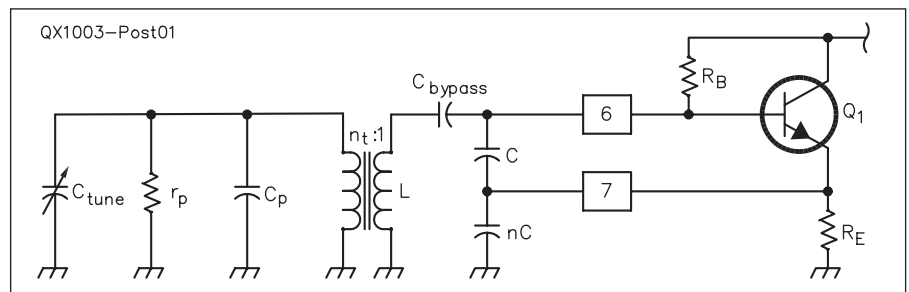 QX1003–Post01
C tune
r p
C p
n t :1
L
C bypass
C
nC
6
7
R B
Q 1
R E